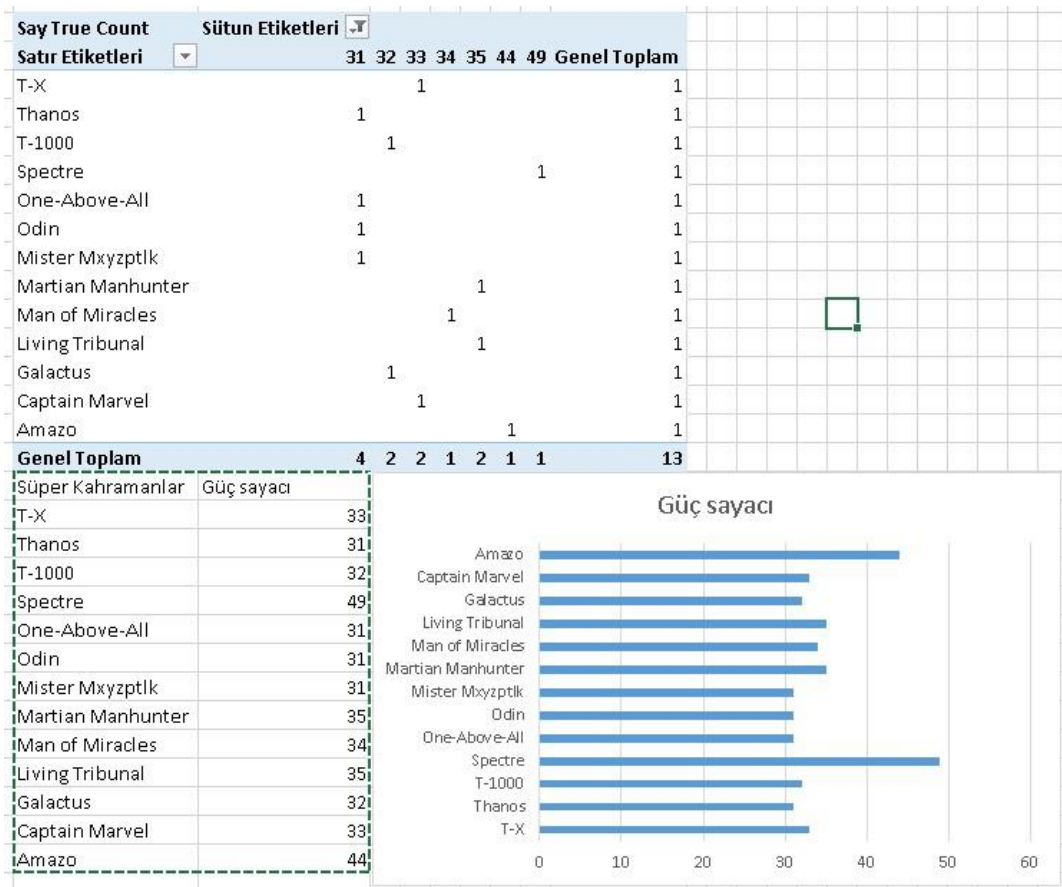 Say True Count Sütun Etiketleri
Satır Etiketleri 31 32 33 34 35 44 49 Genel Toplam
T-X 1 1
Thanos 1 1
T-1000 1 1
Spectre 1 1
One-Above-All 1 1
Odin 1 1
Mister Mxyzptlk 1 1
Martian Manhunter 1 1
Man of Miracles 1 1
Living Tribunal 1 1
Galactus 1 1
Captain Marvel 1 1
Amazo 1 1
Genel Toplam 4 2 2 1 2 1 1 13
Süper Kahramanlar Güç sayacı
T-X 33
Thanos 31
T-1000 32
Spectre 49
One-Above-All 31
Odin 31
Mister Mxyzptlk 31
Martian Manhunter 35
Man of Miracles 34
Living Tribunal 35
Galactus 32
Captain Marvel 33
Amazo 44
Güç sayacı
Amazo
Captain Marvel
Galactus
Living Tribunal
Man of Miracles
Martian Manhunter
Mister Mxyzptlk
Odin
One-Above-All
Spectre
T-1000
Thanos
T-X
0 10 20 30 40 50 60